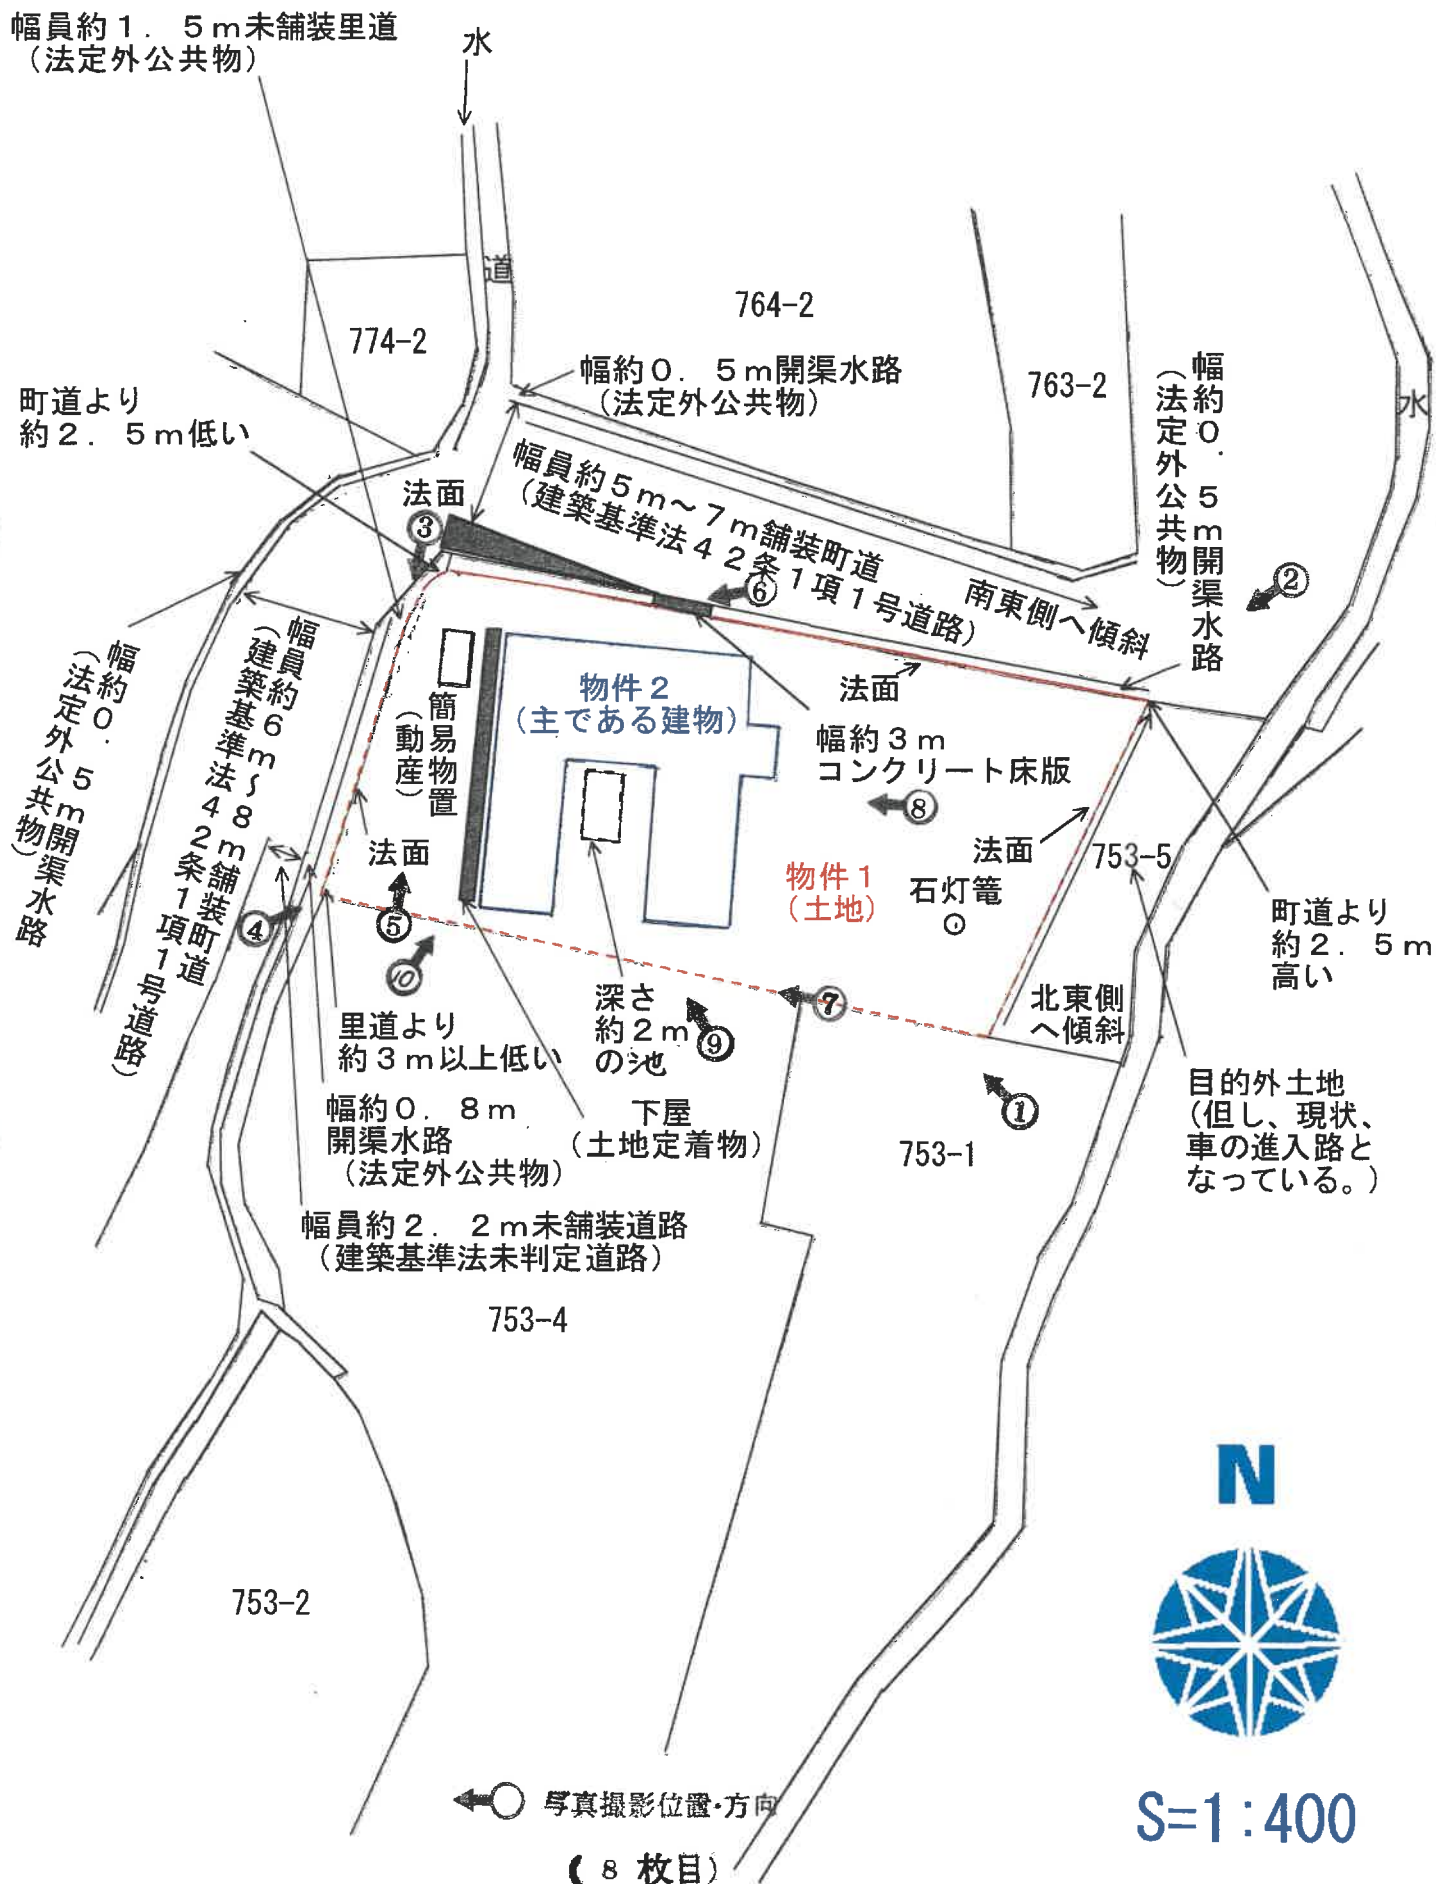 幅員約１．５ｍ未舗装里道
（法定外公共物）
水
道
764-2
774-2
763-2
水
幅約０．５ｍ開渠水路
（法定外公共物）
幅約０．５ｍ開渠水路
（法定外公共物）
町道より
約２．５ｍ低い
法面
③
幅員約５ｍ～７ｍ舗装町道
（建築基準法４２条１項１号道路）
⑥
②
南東側へ傾斜
幅約０．５ｍ開渠水路
（法定外公共物）
幅員約６ｍ～８ｍ舗装町道
（建築基準法４２条１項１号道路）
簡易物置
（動産）
物件２
（主である建物）
法面
幅約３ｍ
コンクリート床版
⑧
法面
法面
753-5
物件１
（土地）
石灯篭
④
⑤
⑩
町道より
約２．５ｍ
高い
里道より
約３ｍ以上低い
深さ
約２ｍ
の池
⑨
⑦
北東側
へ傾斜
①
目的外土地
（但し、現状、
車の進入路と
なっている。）
幅約０．８ｍ
開渠水路
（法定外公共物）
下屋
（土地定着物）
753-1
幅員約２．２ｍ未舗装道路
（建築基準法未判定道路）
753-4
N
753-2
写真撮影位置・方向
S=1:400
（ 8 枚目）